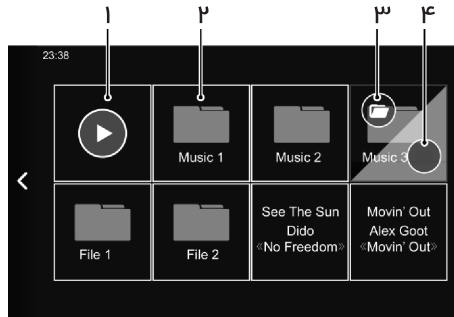 ۱ ۲ ۳ ۴
23:38
Music 1
Music 2
Music 3
File 1
File 2
See The Sun
Dido
«No Freedom»
Movin' Out
Alex Goot
«Movin' Out»